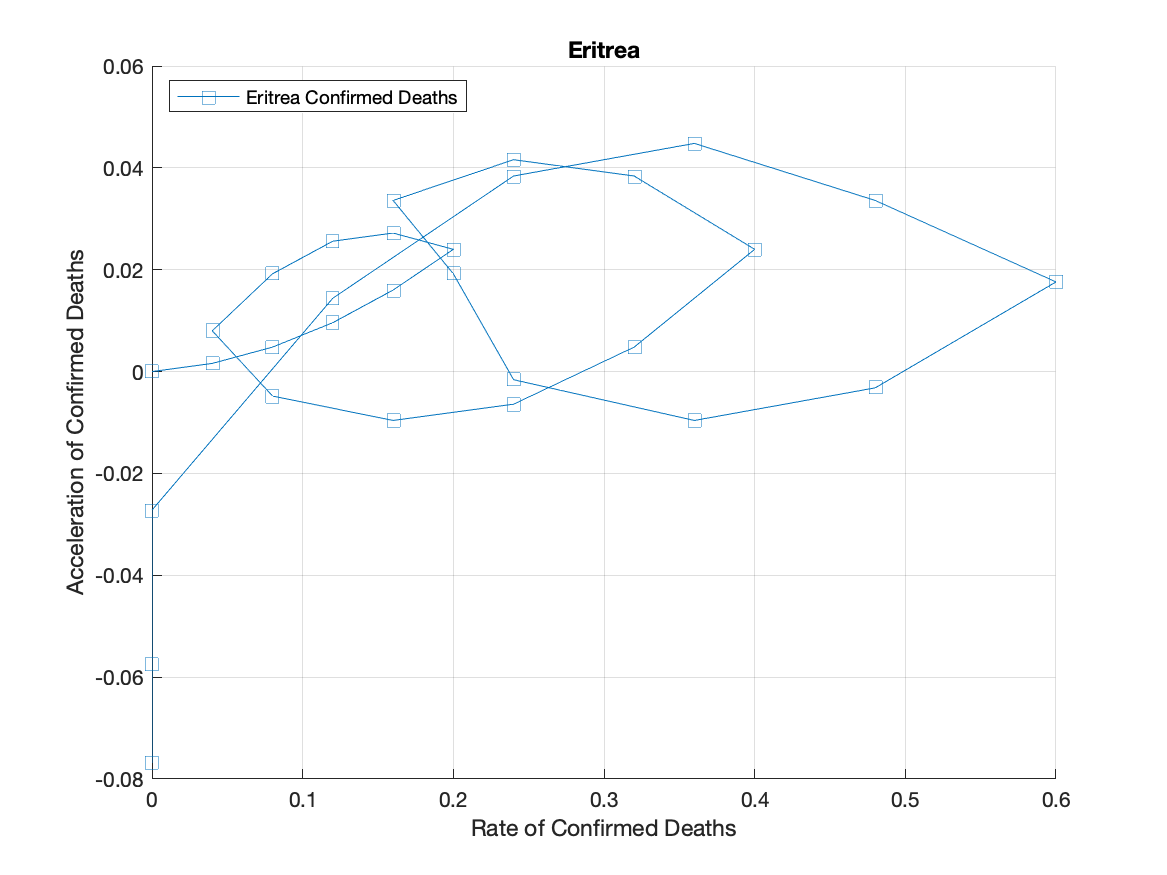 Eritrea
Eritrea Confirmed Deaths
Acceleration of Confirmed Deaths
0.06
0.04
0.02
0
-0.02
-0.04
-0.06
-0.08
0 0.1 0.2 0.3 0.4 0.5 0.6
Rate of Confirmed Deaths